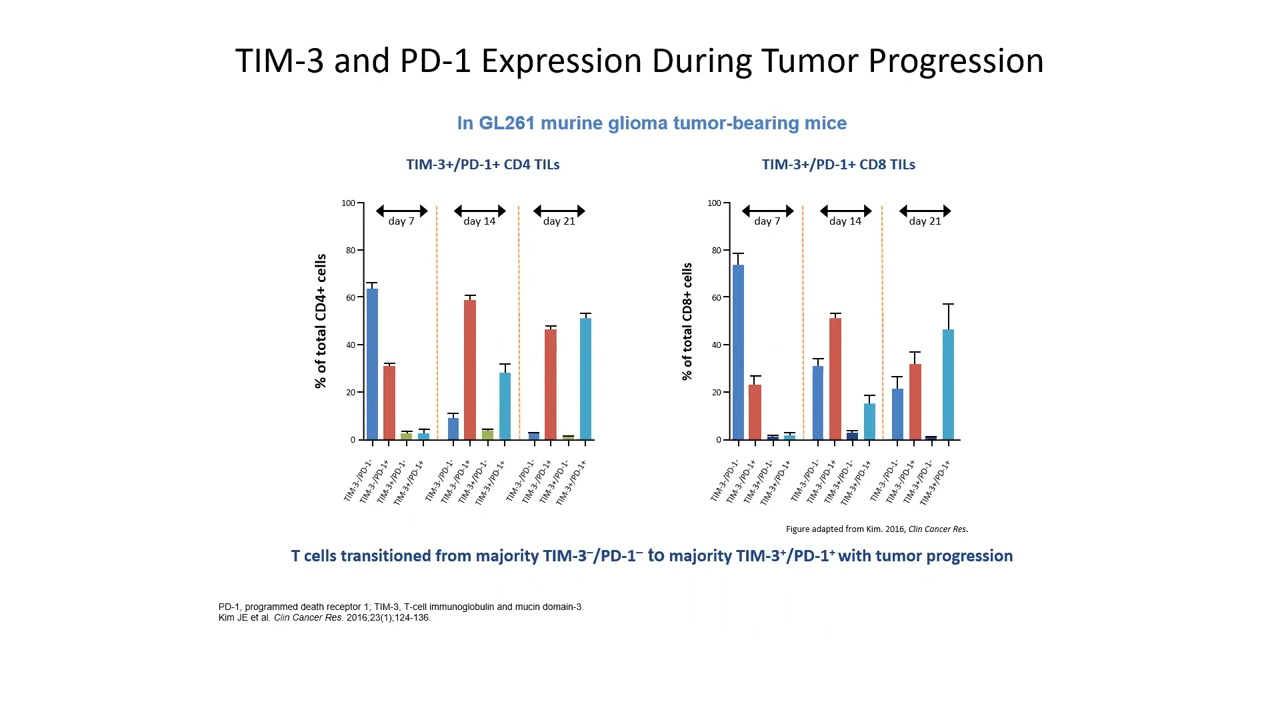 TIM-3 and PD-1 Expression During Tumor Progression
In GL261 murine glioma tumor-bearing mice
TIM-3+/PD-1+ CD4 TILs
% of total CD4+ cells
100
80
60
40
20
0
day 7
day 14
day 21
TIM-3-/PD-1-
TIM-3-/PD-1+
TIM-3+/PD-1-
TIM-3+/PD-1+
TIM-3-/PD-1-
TIM-3-/PD-1+
TIM-3+/PD-1-
TIM-3+/PD-1+
TIM-3-/PD-1-
TIM-3-/PD-1+
TIM-3+/PD-1-
TIM-3+/PD-1+
TIM-3+/PD-1+ CD8 TILs
% of total CD8+ cells
100
80
60
40
20
0
day 7
day 14
day 21
TIM-3-/PD-1-
TIM-3-/PD-1+
TIM-3+/PD-1-
TIM-3+/PD-1+
TIM-3-/PD-1-
TIM-3-/PD-1+
TIM-3+/PD-1-
TIM-3+/PD-1+
TIM-3-/PD-1-
TIM-3-/PD-1+
TIM-3+/PD-1-
TIM-3+/PD-1+
Figure adapted from Kim. 2016, Clin Cancer Res.
T cells transitioned from majority TIM-3⁻/PD-1⁻ to majority TIM-3⁺/PD-1⁺ with tumor progression
PD-1, programmed death receptor 1; TIM-3, T-cell immunoglobulin and mucin domain-3.
Kim JE et al. Clin Cancer Res. 2016;23(1);124-136.